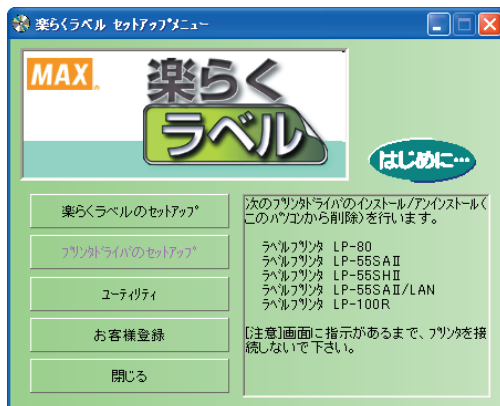 楽らくラベル セットアップメニュー
MAX
楽らく
ラベル
はじめに…
楽らくラベルのセットアップ
プリンタドライバのセットアップ
ユーティリティ
お客様登録
閉じる
次のプリンタドライバのインストール/アンインストール(
このパソコンから削除)を行います。
ラベルプリンタ LP-80
ラベルプリンタ LP-55SAⅡ
ラベルプリンタ LP-55SHⅡ
ラベルプリンタ LP-55SAⅡ/LAN
ラベルプリンタ LP-100R
[注意]画面に指示があるまで、プリンタを接
続しないで下さい。